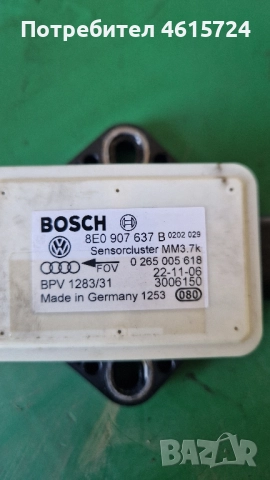 Потребител 4615724
BOSCH
8E0 907 637 B 0202 029
Sensorcluster MM3.7k
FOV 0 265 005 618
22-11-06
BPV 1283/31 3006150
Made in Germany 1253 080
bazar